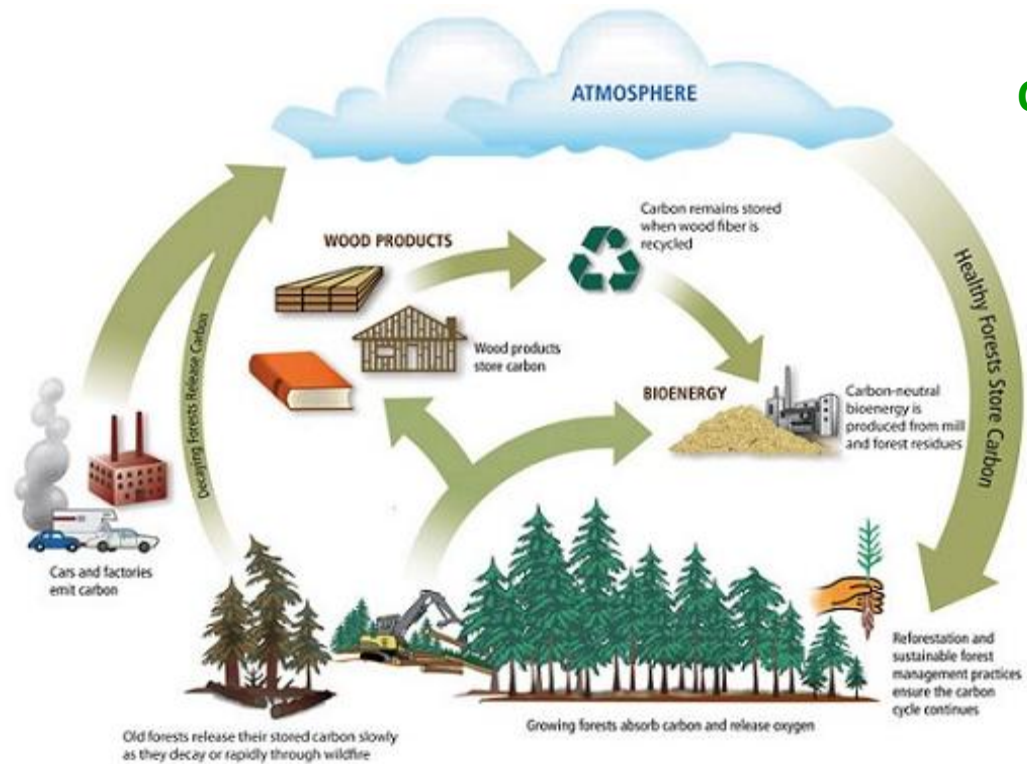 ATMOSPHERE
Carbon remains stored
when wood fiber is
recycled
WOOD PRODUCTS
Healthy Forests Store Carbon
Decaying Forests Release Carbon
Wood products
store carbon
BIOENERGY
Carbon-neutral
bioenergy is
produced from mill
and forest residues
Cars and factories
emit carbon
Reforestation and
sustainable forest
management practices
ensure the carbon
cycle continues
Growing forests absorb carbon and release oxygen
Old forests release their stored carbon slowly
as they decay or rapidly through wildfire